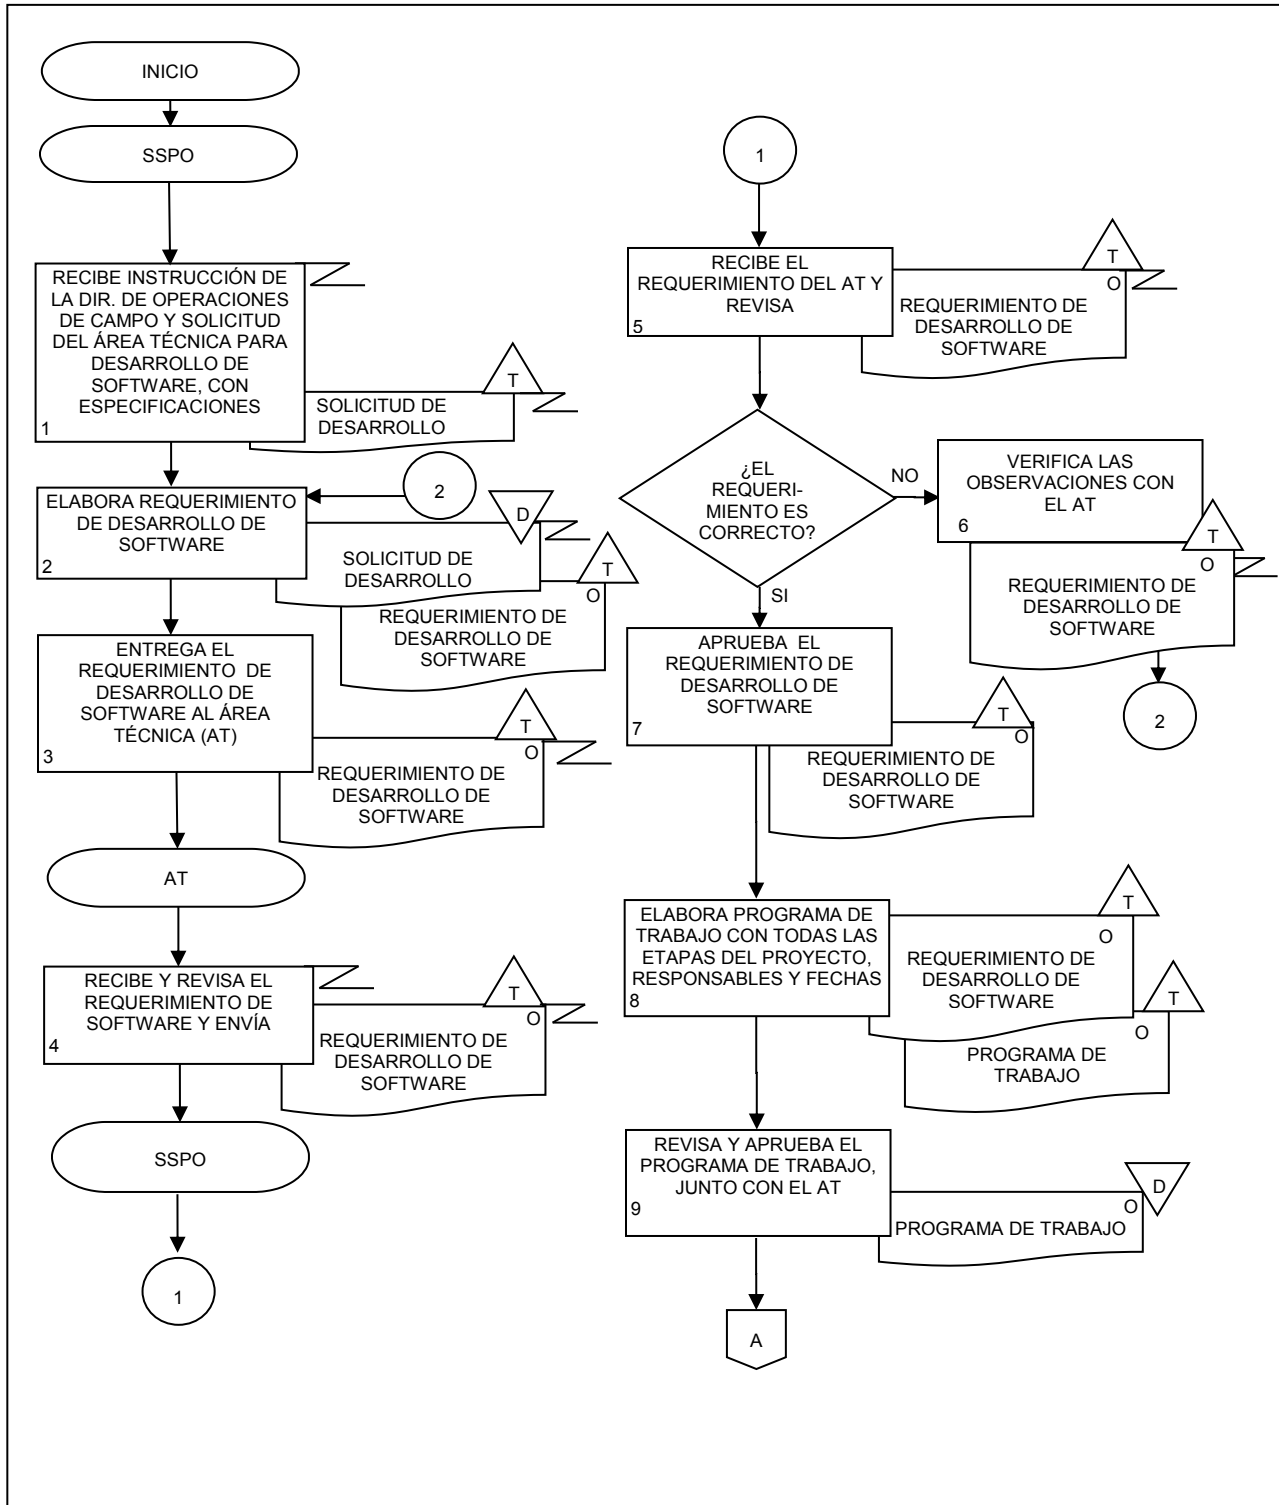 INICIO
SSPO
RECIBE INSTRUCCIÓN DE
LA DIR. DE OPERACIONES
DE CAMPO Y SOLICITUD
DEL ÁREA TÉCNICA PARA
DESARROLLO DE
SOFTWARE, CON
ESPECIFICACIONES
1
T
SOLICITUD DE
DESARROLLO
ELABORA REQUERIMIENTO
DE DESARROLLO DE
SOFTWARE
2
2
D
SOLICITUD DE
DESARROLLO
T
O
REQUERIMIENTO DE
DESARROLLO DE
SOFTWARE
ENTREGA EL
REQUERIMIENTO DE
DESARROLLO DE
SOFTWARE AL ÁREA
TÉCNICA (AT)
3
T
O
REQUERIMIENTO DE
DESARROLLO DE
SOFTWARE
AT
RECIBE Y REVISA EL
REQUERIMIENTO DE
SOFTWARE Y ENVÍA
4
T
O
REQUERIMIENTO DE
DESARROLLO DE
SOFTWARE
SSPO
1
1
RECIBE EL
REQUERIMIENTO DEL AT Y
REVISA
5
T
O
REQUERIMIENTO DE
DESARROLLO DE
SOFTWARE
¿EL
REQUERI-
MIENTO ES
CORRECTO?
NO
VERIFICA LAS
OBSERVACIONES CON
EL AT
6
T
O
REQUERIMIENTO DE
DESARROLLO DE
SOFTWARE
2
SI
APRUEBA EL
REQUERIMIENTO DE
DESARROLLO DE
SOFTWARE
7
T
O
REQUERIMIENTO DE
DESARROLLO DE
SOFTWARE
ELABORA PROGRAMA DE
TRABAJO CON TODAS LAS
ETAPAS DEL PROYECTO,
RESPONSABLES Y FECHAS
8
T
O
REQUERIMIENTO DE
DESARROLLO DE
SOFTWARE
T
O
PROGRAMA DE
TRABAJO
REVISA Y APRUEBA EL
PROGRAMA DE TRABAJO,
JUNTO CON EL AT
9
D
O
PROGRAMA DE TRABAJO
A